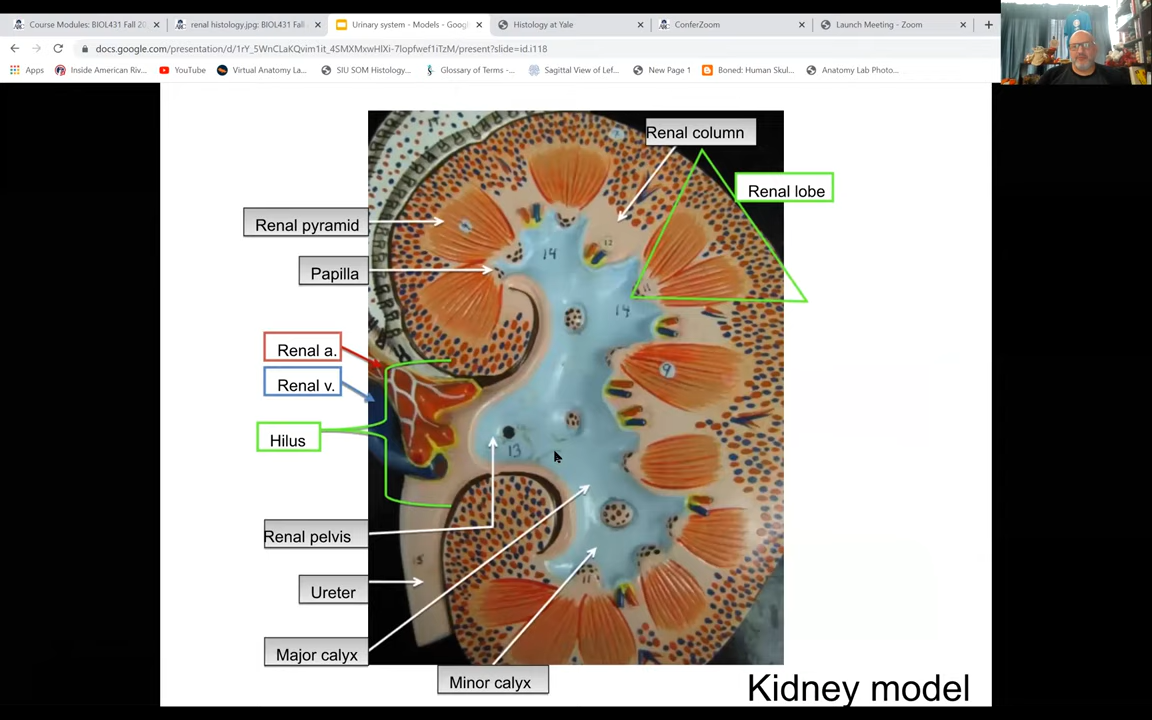 Course Modules: BIOL431 Fall 20
renal histology.jpg: BIOL431 Fall
Urinary system - Models - Goog
Histology at Yale
ConferZoom
Launch Meeting - Zoom
docs.google.com/presentation/d/1rY_5WnCLaKQvim1it_4SMXMxwHlXi-7lopfwef1iTzM/present?slide=id.i118
Apps
Inside American Riv...
YouTube
Virtual Anatomy La...
SIU SOM Histology...
Glossary of Terms -...
Sagittal View of Lef...
New Page 1
Boned: Human Skul...
Anatomy Lab Photo...
Renal column
Renal lobe
Renal pyramid
12
14
Papilla
11
14
Renal a.
9
Renal v.
Hilus
13
Renal pelvis
15
11
Ureter
Major calyx
Minor calyx
Kidney model